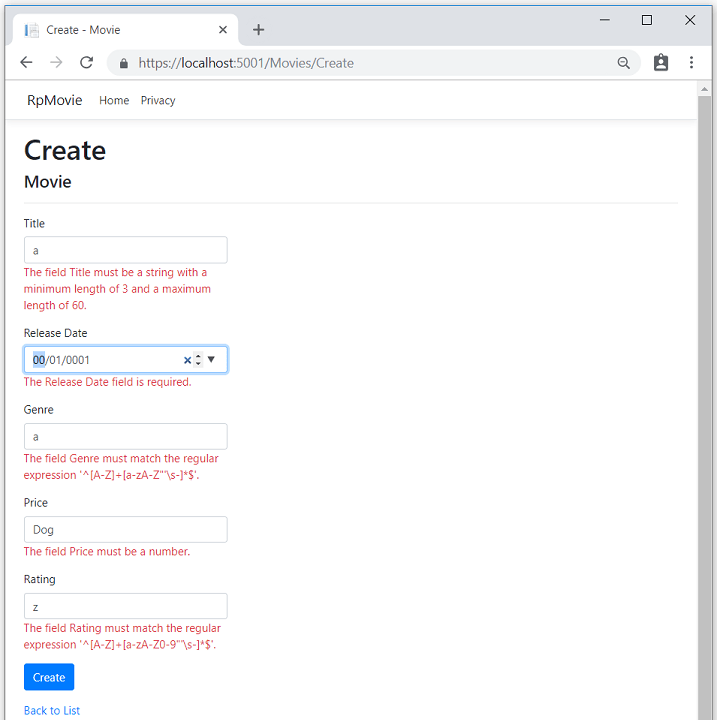 Create - Movie
https://localhost:5001/Movies/Create
RpMovie Home Privacy
Create
Movie
Title
a
The field Title must be a string with a
minimum length of 3 and a maximum
length of 60.
Release Date
00/01/0001
The Release Date field is required.
Genre
a
The field Genre must match the regular
expression '^[A-Z]+[a-zA-Z""'\s-]*$'.
Price
Dog
The field Price must be a number.
Rating
z
The field Rating must match the regular
expression '^[A-Z]+[a-zA-Z0-9""'\s-]*$'.
Create
Back to List